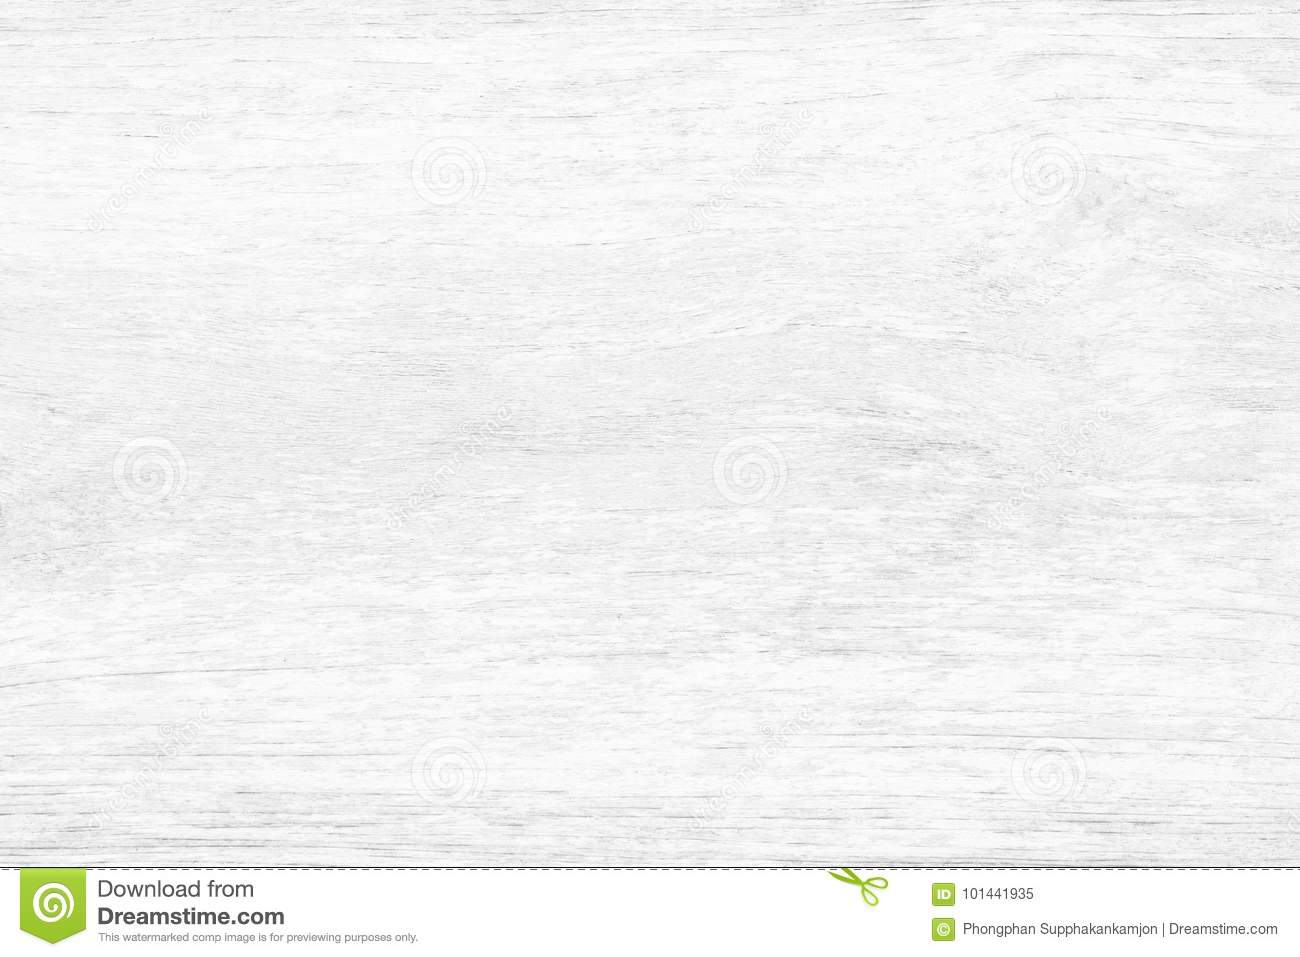 Download from
Dreamstime.com
This watermarked comp image is for previewing purposes only.
ID 101441935
© Phongphan Supphakankamjon | Dreamstime.com